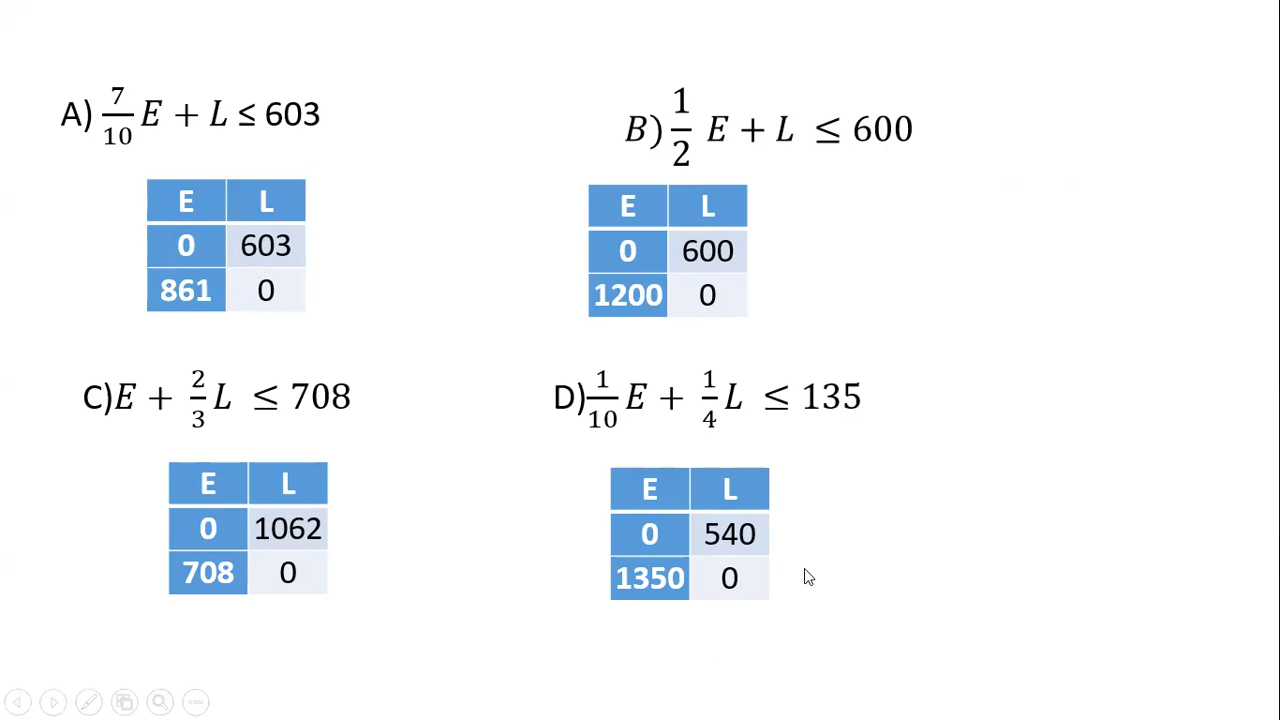 A) 7/10 E + L ≤ 603
E L
0 603
861 0
B) 1/2 E + L ≤ 600
E L
0 600
1200 0
C) E + 2/3 L ≤ 708
E L
0 1062
708 0
D) 1/10 E + 1/4 L ≤ 135
E L
0 540
1350 0